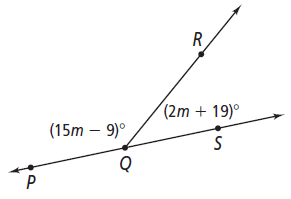 R
(15m – 9)°
(2m + 19)°
S
Q
P